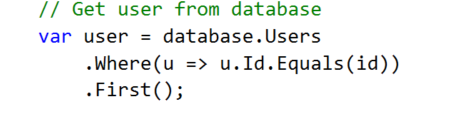 // Get user from database
var user = database.Users
.Where(u => u.Id.Equals(id))
.First();